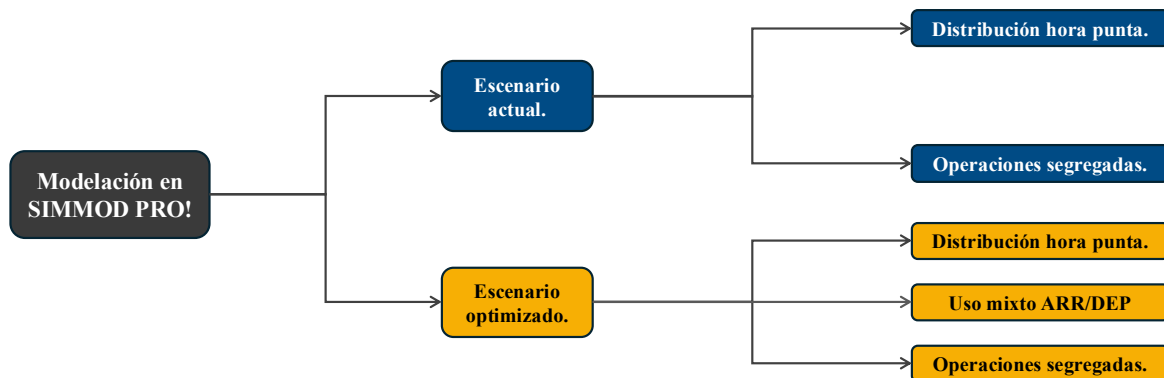 Distribución hora punta.
Escenario
actual.
Operaciones segregadas.
Modelación en
SIMMOD PRO!
Distribución hora punta.
Escenario
optimizado.
Uso mixto ARR/DEP
Operaciones segregadas.